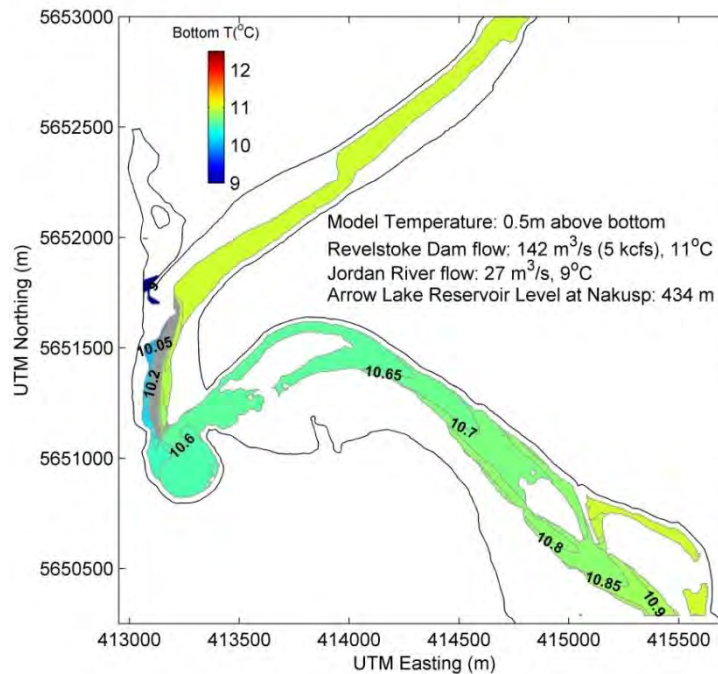 Bottom T(°C)
12
11
10
9
5653000
5652500
5652000
5651500
5651000
5650500
UTM Northing (m)
Model Temperature: 0.5m above bottom
Revelstoke Dam flow: 142 m³/s (5 kcfs), 11°C
Jordan River flow: 27 m³/s, 9°C
Arrow Lake Reservoir Level at Nakusp: 434 m
9
10.05
10.2
10.6
10.65
10.7
10.8
10.85
10.9
413000 413500 414000 414500 415000 415500
UTM Easting (m)